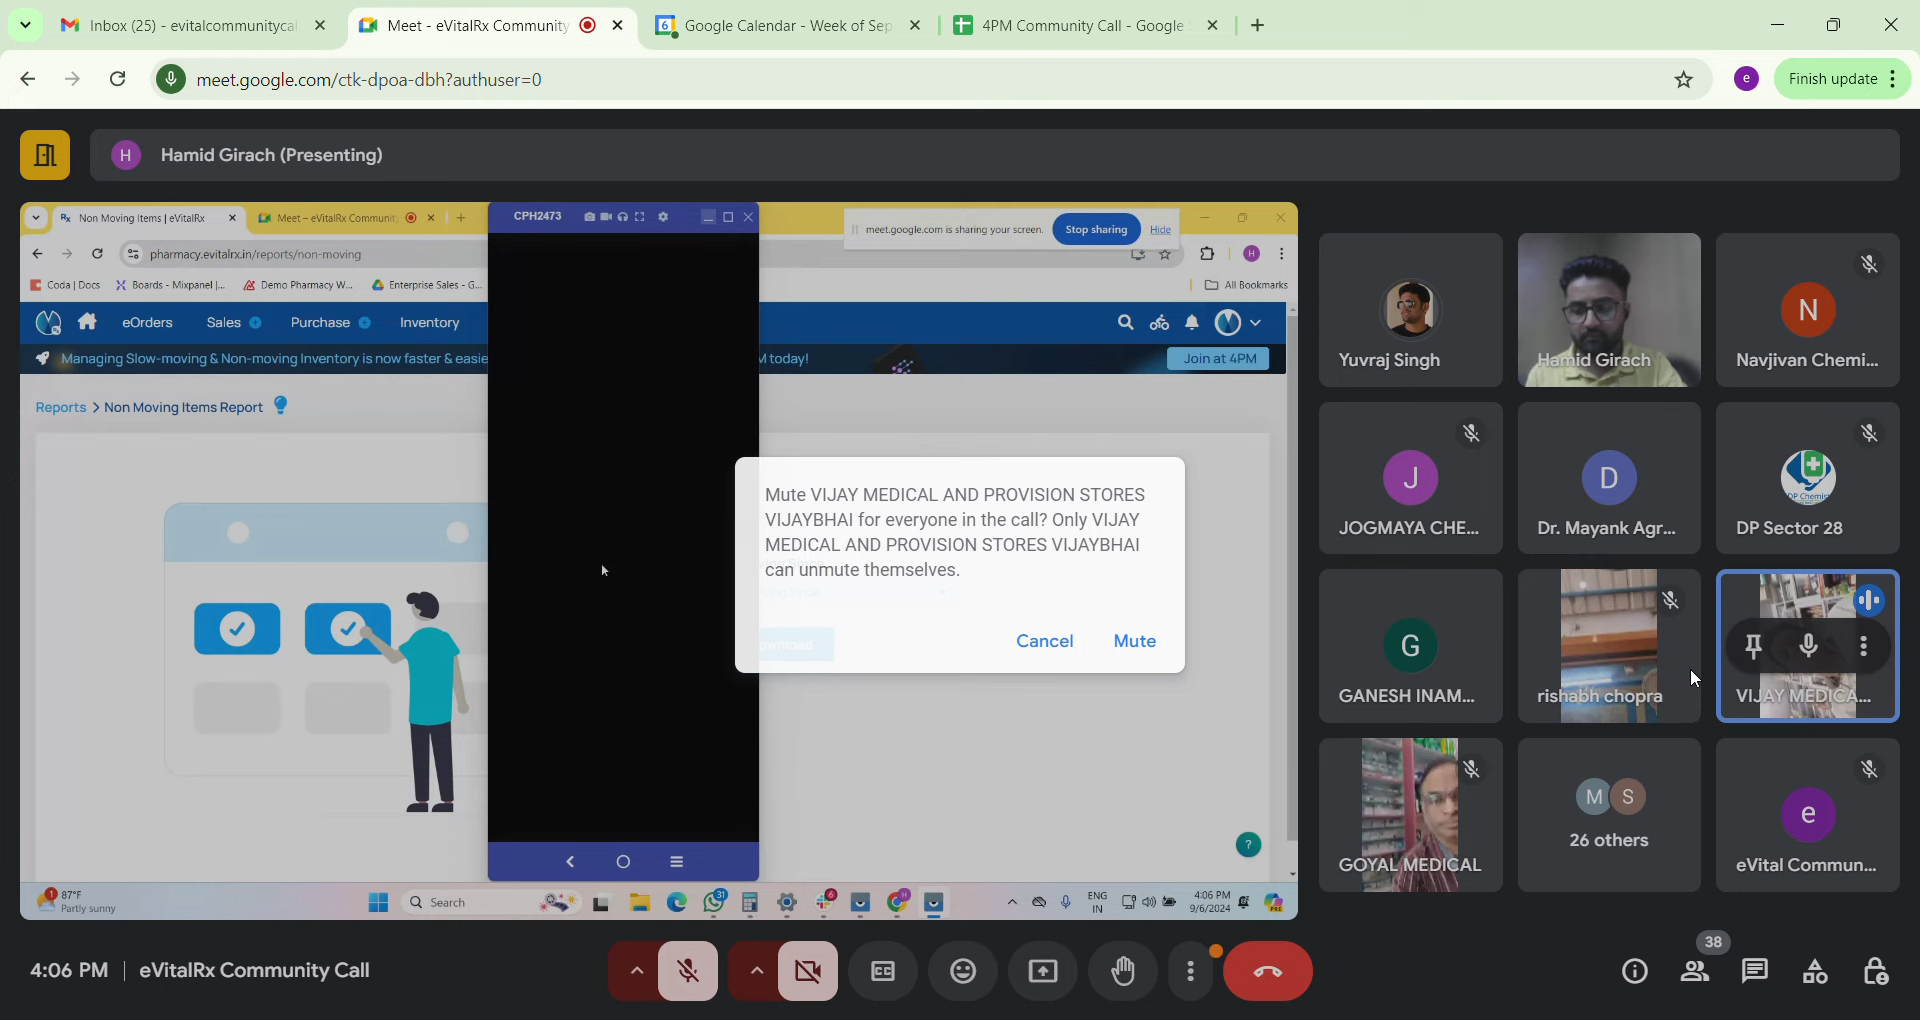 Inbox (25) - evitalcommunityca
Meet - eVitalRx Community
Google Calendar - Week of Sep
4PM Community Call - Google
meet.google.com/ctk-dpoa-dbh?authuser=0
e
Finish update
H
Hamid Girach (Presenting)
Non Moving Items | eVitalRx
Meet – eVitalRx Community
CPH2473
meet.google.com is sharing your screen.
Stop sharing
Hide
pharmacy.evitalrx.in/reports/non-moving
H
Coda | Docs
Boards - Mixpanel |...
Demo Pharmacy W...
Enterprise Sales - G...
All Bookmarks
eOrders
Sales
Purchase
Inventory
Managing Slow-moving & Non-moving Inventory is now faster & easie
M today!
Join at 4PM
Reports > Non Moving Items Report
Mute VIJAY MEDICAL AND PROVISION STORES
VIJAYBHAI for everyone in the call? Only VIJAY
MEDICAL AND PROVISION STORES VIJAYBHAI
can unmute themselves.
Cancel
Mute
ownload
?
1
87°F
Partly sunny
Search
31
6
ENG
IN
4:06 PM
9/6/2024
Yuvraj Singh
Hamid Girach
N
Navjivan Chemi...
J
JOGMAYA CHE...
D
Dr. Mayank Agr...
DP Chemist
DP Sector 28
G
GANESH INAM...
rishabh chopra
VIJAY MEDICA...
GOYAL MEDICAL
M
S
26 others
e
eVital Commun...
4:06 PM
eVitalRx Community Call
38